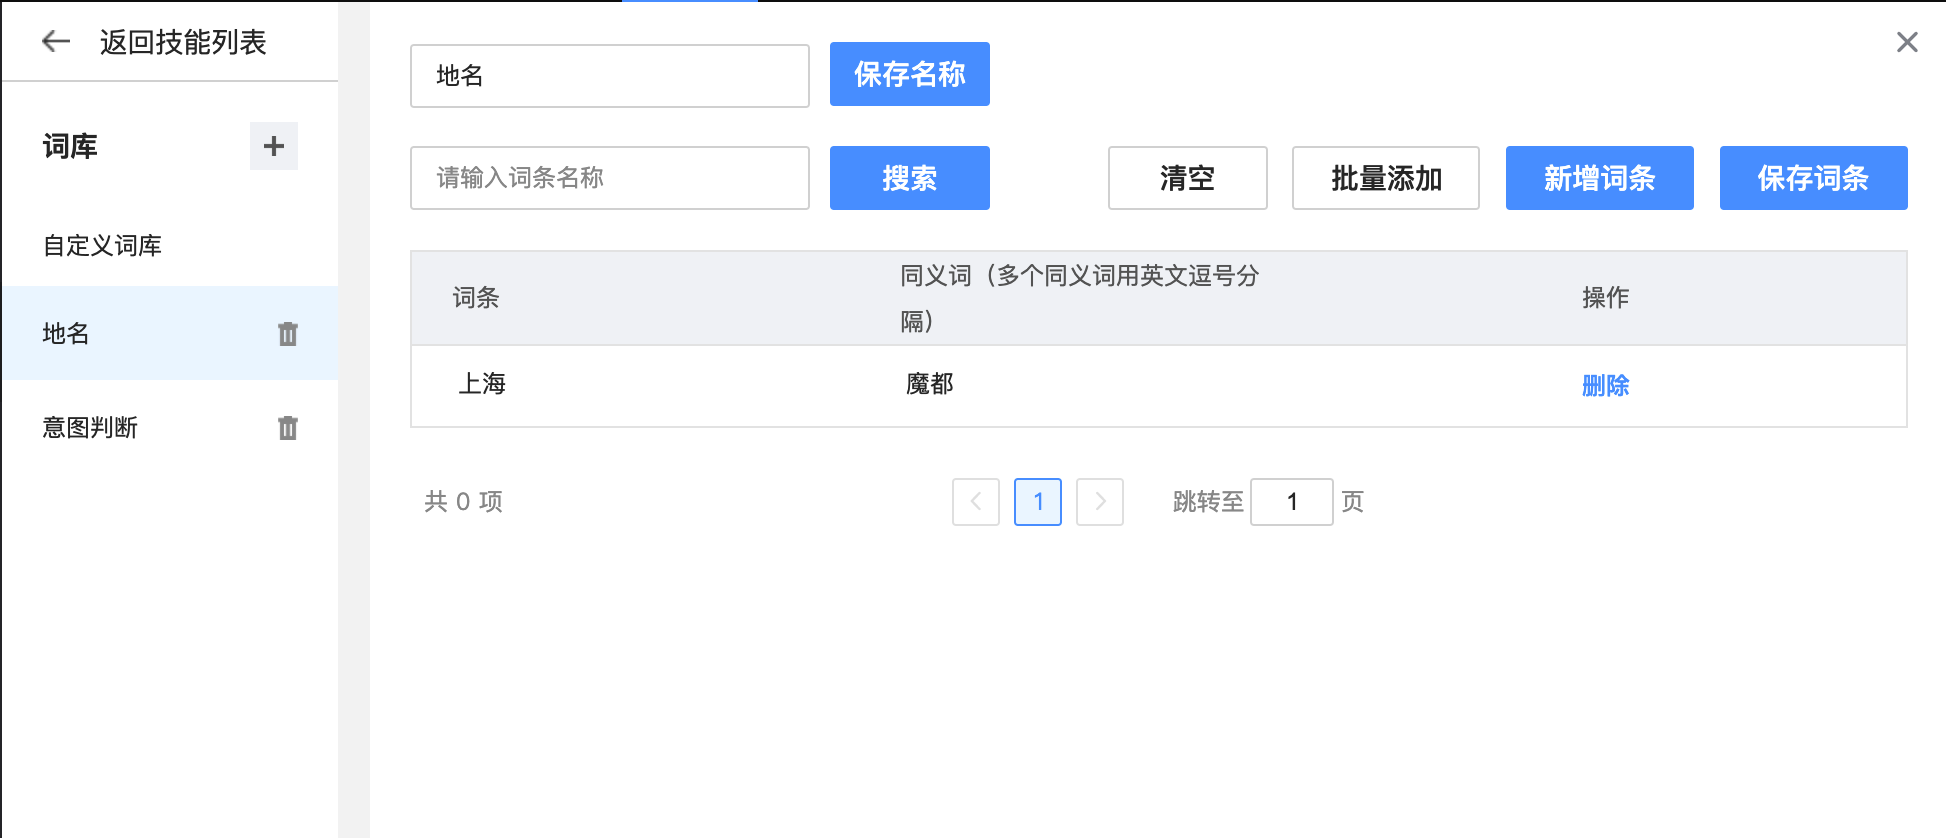 返回技能列表
词库
自定义词库
地名
意图判断
地名
保存名称
请输入词条名称
搜索
清空
批量添加
新增词条
保存词条
词条
同义词（多个同义词用英文逗号分
隔）
操作
上海
魔都
删除
共 0 项
1
跳转至 1 页